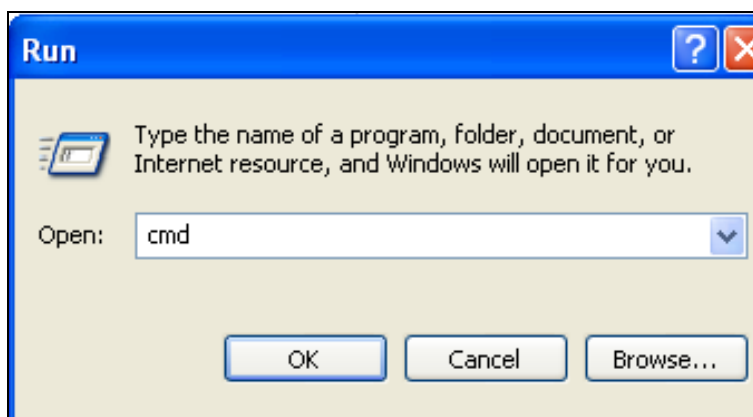 Run
Type the name of a program, folder, document, or
Internet resource, and Windows will open it for you.
Open: cmd
OK Cancel Browse...